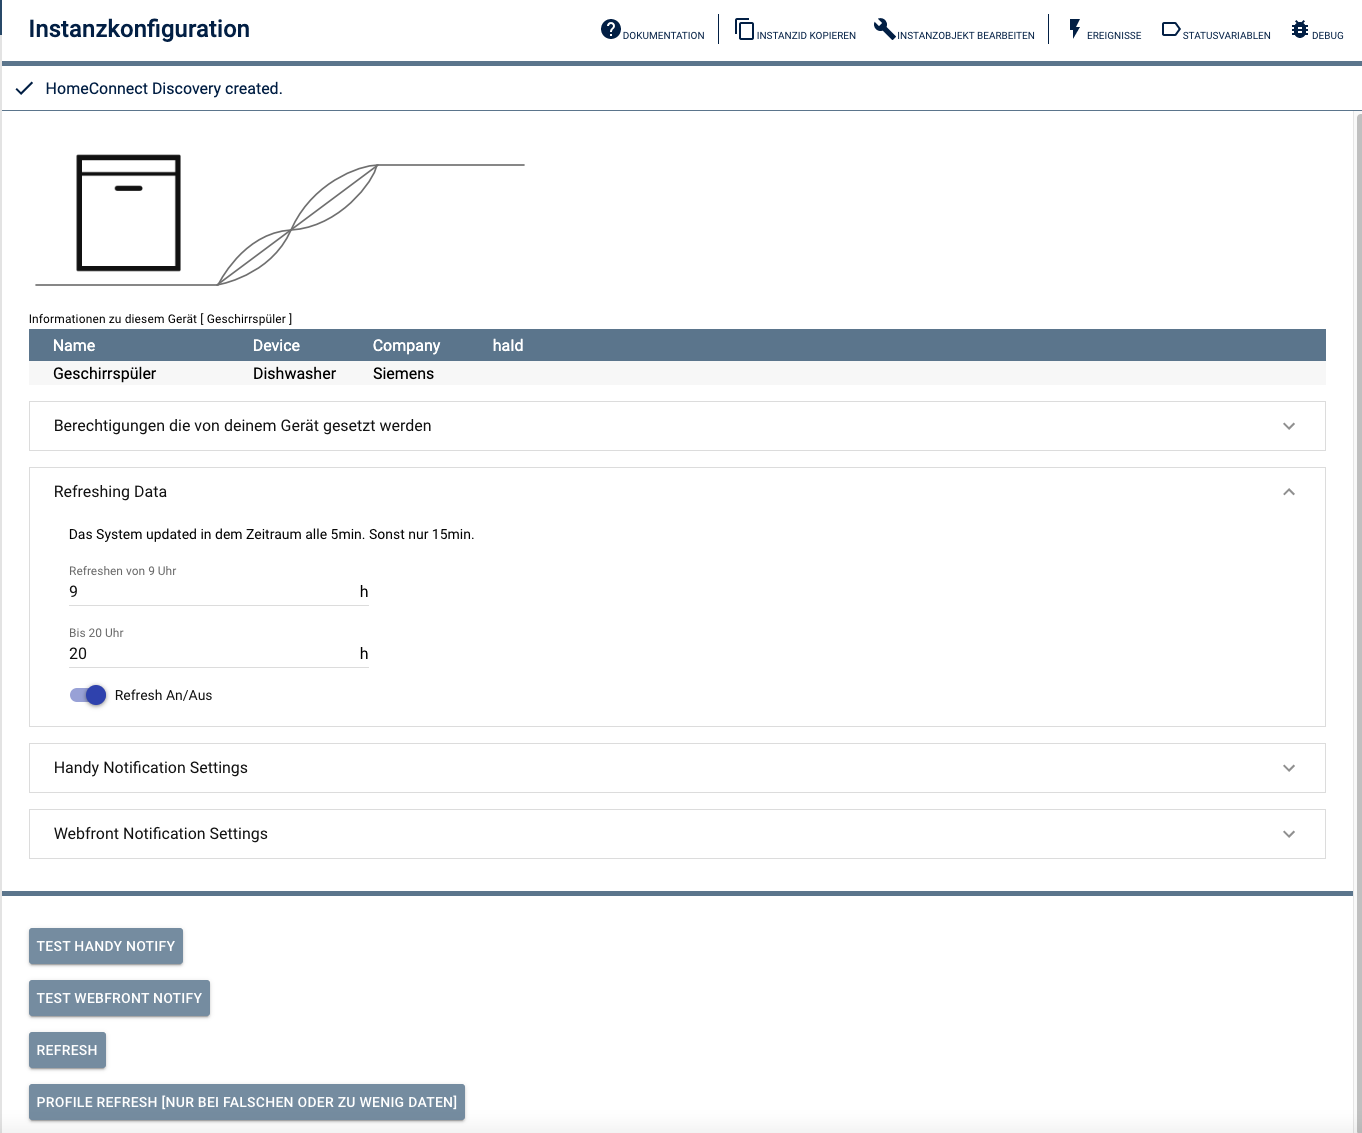 Instanzkonfiguration
DOKUMENTATION
INSTANZID KOPIEREN
INSTANZOBJEKT BEARBEITEN
EREIGNISSE
STATUSVARIABLEN
DEBUG
HomeConnect Discovery created.
Informationen zu diesem Gerät [ Geschirrspüler ]
Name Device Company haId
Geschirrspüler Dishwasher Siemens
Berechtigungen die von deinem Gerät gesetzt werden
Refreshing Data
Das System updated in dem Zeitraum alle 5min. Sonst nur 15min.
Refreshen von 9 Uhr
9 h
Bis 20 Uhr
20 h
Refresh An/Aus
Handy Notification Settings
Webfront Notification Settings
TEST HANDY NOTIFY
TEST WEBFRONT NOTIFY
REFRESH
PROFILE REFRESH [NUR BEI FALSCHEN ODER ZU WENIG DATEN]